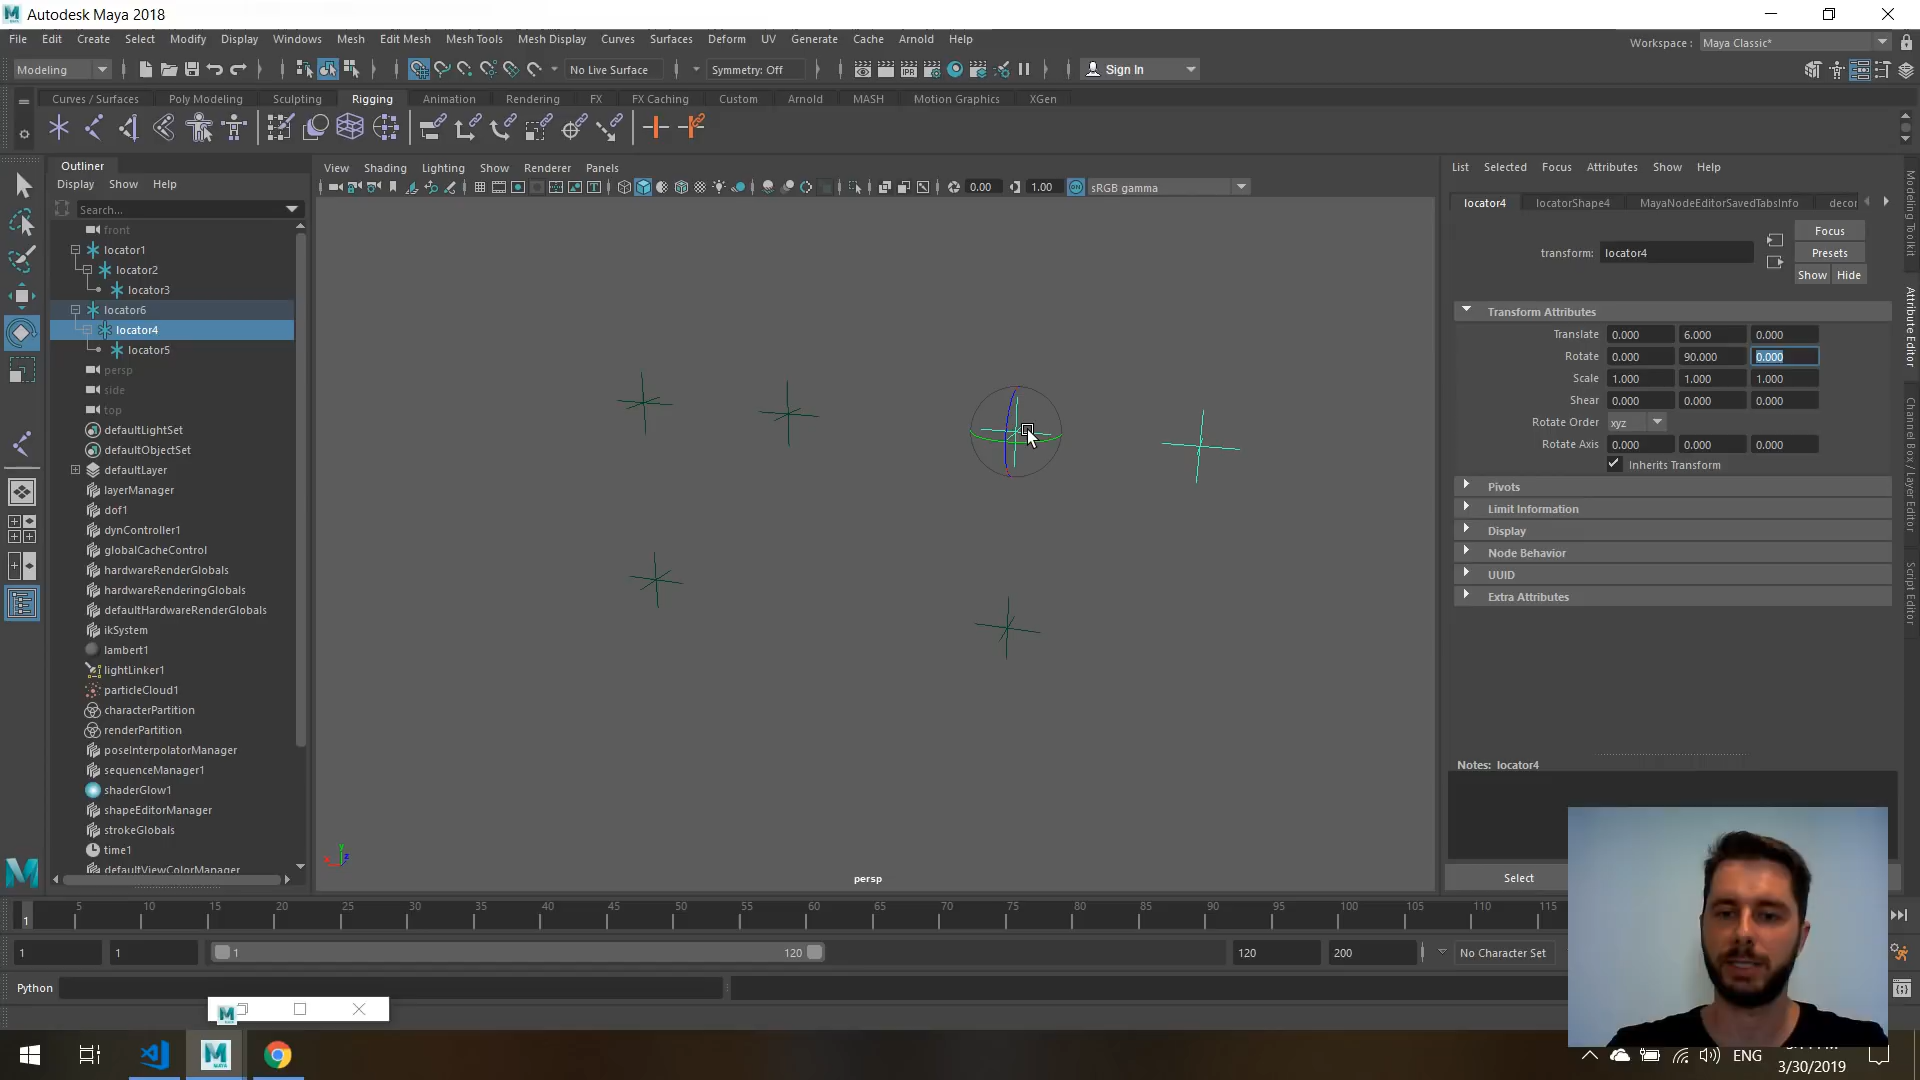 Autodesk Maya 2018
File Edit Create Select Modify Display Windows Mesh Edit Mesh Mesh Tools Mesh Display Curves Surfaces Deform UV Generate Cache Arnold Help
Workspace : Maya Classic*
Modeling No Live Surface Symmetry: Off Sign In
Curves / Surfaces Poly Modeling Sculpting Rigging Animation Rendering FX FX Caching Custom Arnold MASH Motion Graphics XGen
Outliner
Display Show Help
Search...
front
locator1
locator2
locator3
locator6
locator4
locator5
persp
side
top
defaultLightSet
defaultObjectSet
defaultLayer
layerManager
dof1
dynController1
globalCacheControl
hardwareRenderGlobals
hardwareRenderingGlobals
defaultHardwareRenderGlobals
ikSystem
lambert1
lightLinker1
particleCloud1
characterPartition
renderPartition
poseInterpolatorManager
sequenceManager1
shaderGlow1
shapeEditorManager
strokeGlobals
time1
defaultViewColorManager
View Shading Lighting Show Renderer Panels
0.00 1.00 sRGB gamma
persp
List Selected Focus Attributes Show Help
locator4 locatorShape4 MayaNodeEditorSavedTabsInfo decor
transform: locator4
Focus
Presets
Show Hide
Transform Attributes
Translate 0.000 6.000 0.000
Rotate 0.000 90.000 0.000
Scale 1.000 1.000 1.000
Shear 0.000 0.000 0.000
Rotate Order xyz
Rotate Axis 0.000 0.000 0.000
Inherits Transform
Pivots
Limit Information
Display
Node Behavior
UUID
Extra Attributes
Notes: locator4
Select
Modeling Toolkit
Attribute Editor
Channel Box / Layer Editor
Script Editor
1 5 10 15 20 25 30 35 40 45 50 55 60 65 70 75 80 85 90 95 100 105 110 115
1 1 1 120 120 200 No Character Set
Python
ENG
3/30/2019